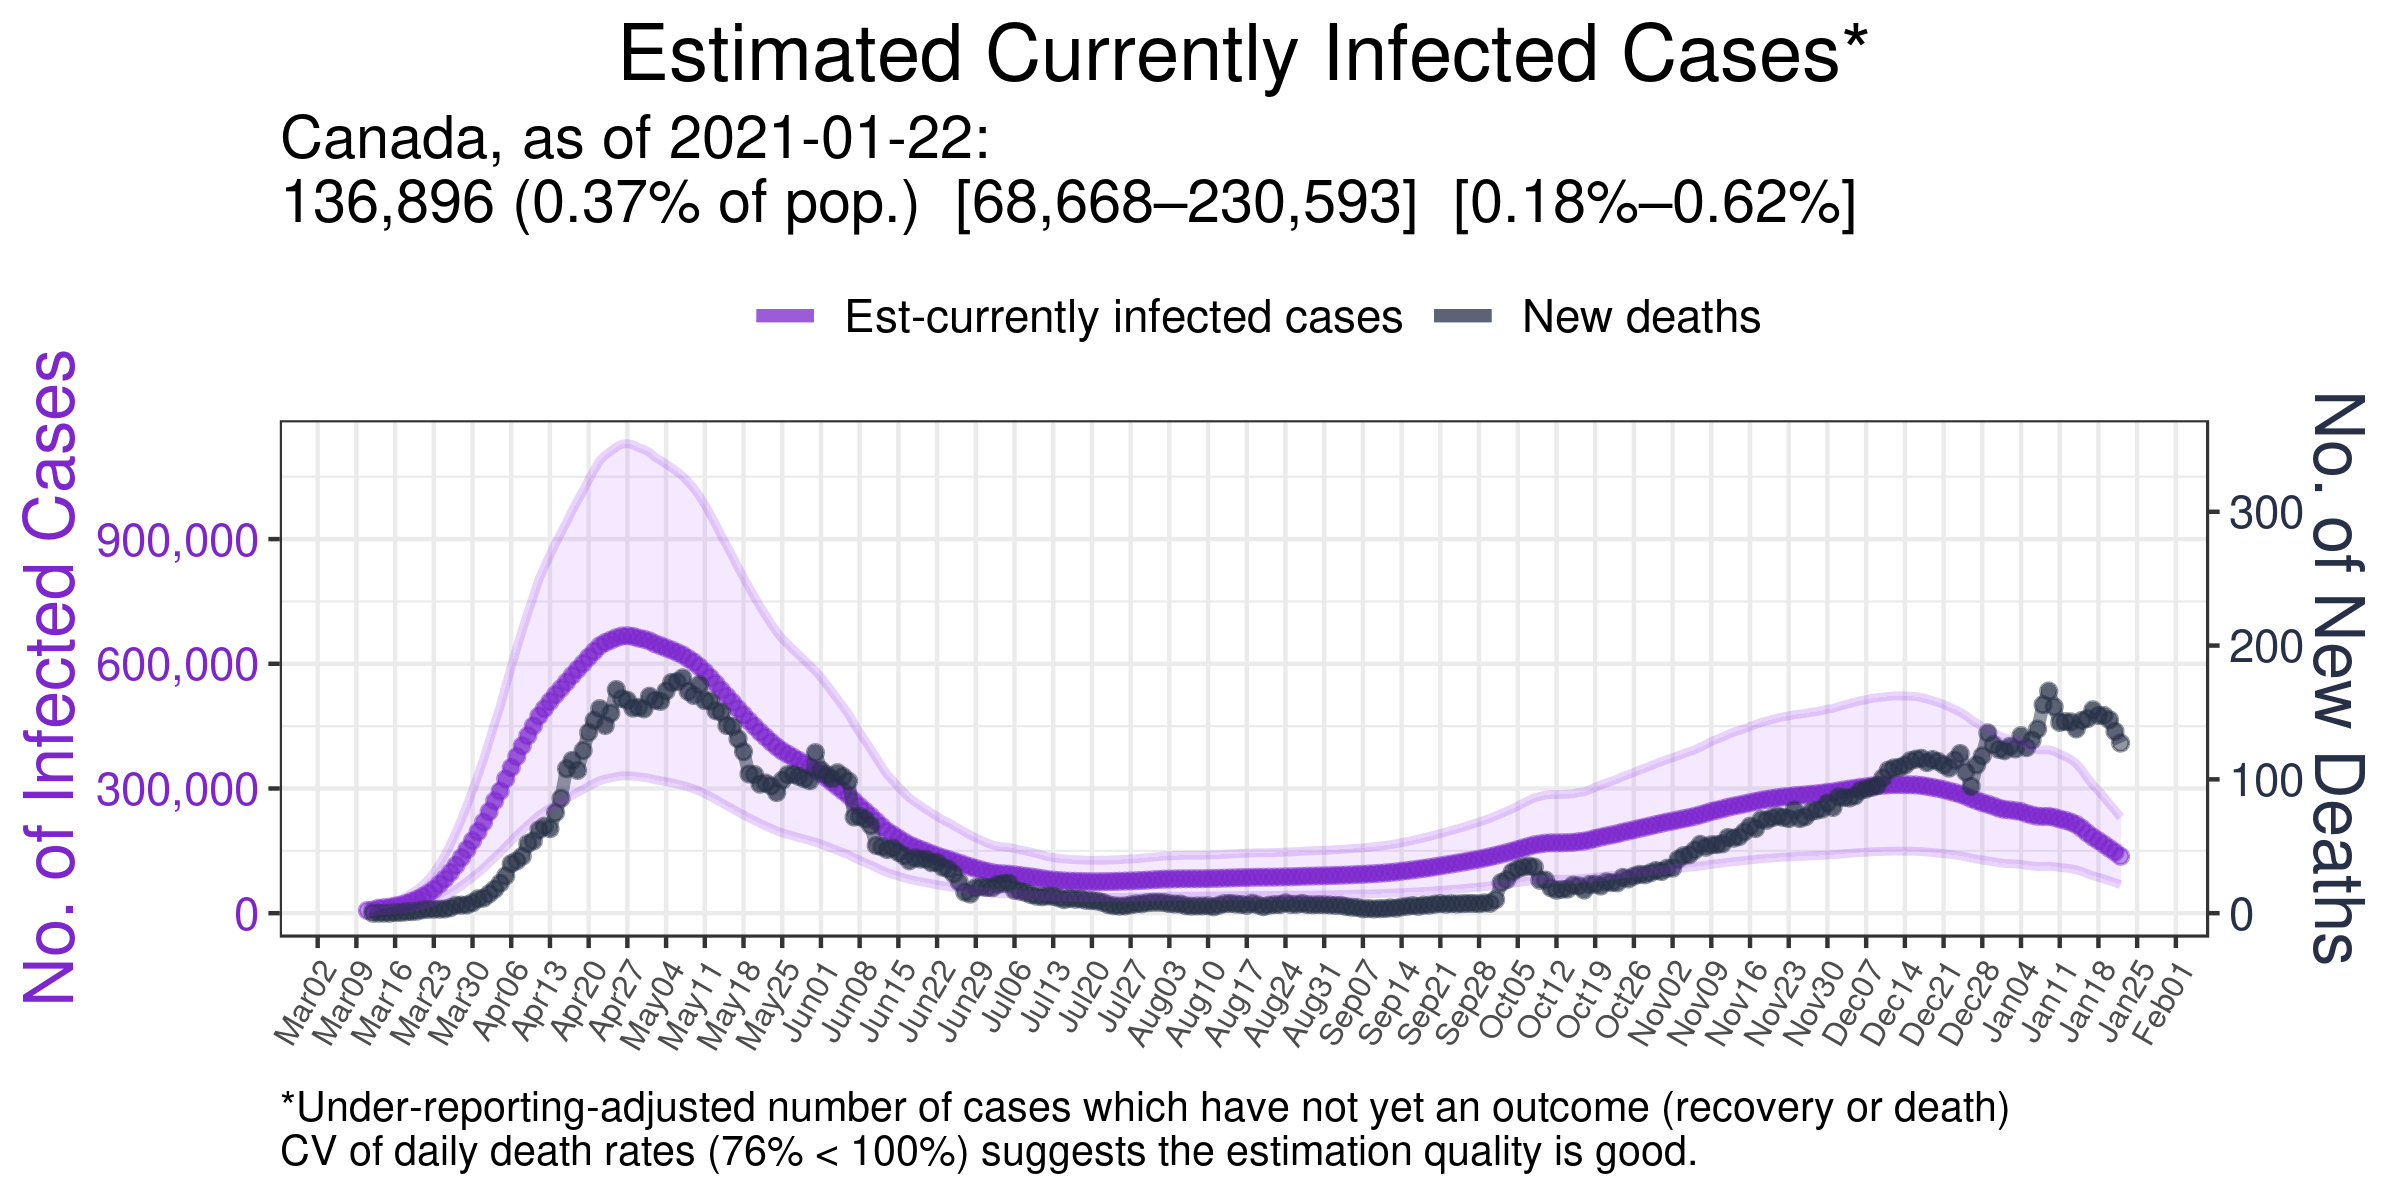 Estimated Currently Infected Cases*
Canada, as of 2021-01-22:
136,896 (0.37% of pop.)  [68,668–230,593]  [0.18%–0.62%]
Est-currently infected cases
New deaths
No. of Infected Cases
900,000
600,000
300,000
0
300
200
100
0
No. of New Deaths
Mar02
Mar09
Mar16
Mar23
Mar30
Apr06
Apr13
Apr20
Apr27
May04
May11
May18
May25
Jun01
Jun08
Jun15
Jun22
Jun29
Jul06
Jul13
Jul20
Jul27
Aug03
Aug10
Aug17
Aug24
Aug31
Sep07
Sep14
Sep21
Sep28
Oct05
Oct12
Oct19
Oct26
Nov02
Nov09
Nov16
Nov23
Nov30
Dec07
Dec14
Dec21
Dec28
Jan04
Jan11
Jan18
Jan25
Feb01
*Under-reporting-adjusted number of cases which have not yet an outcome (recovery or death)
CV of daily death rates (76% < 100%) suggests the estimation quality is good.